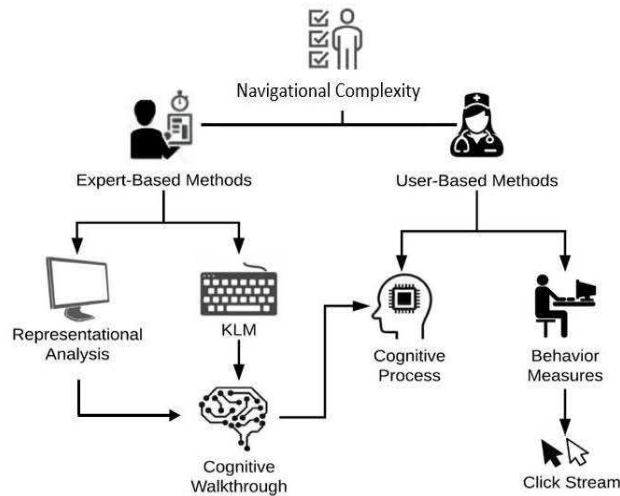 Navigational Complexity
Expert-Based Methods
User-Based Methods
Representational
Analysis
KLM
Cognitive
Process
Behavior
Measures
Cognitive
Walkthrough
Click Stream